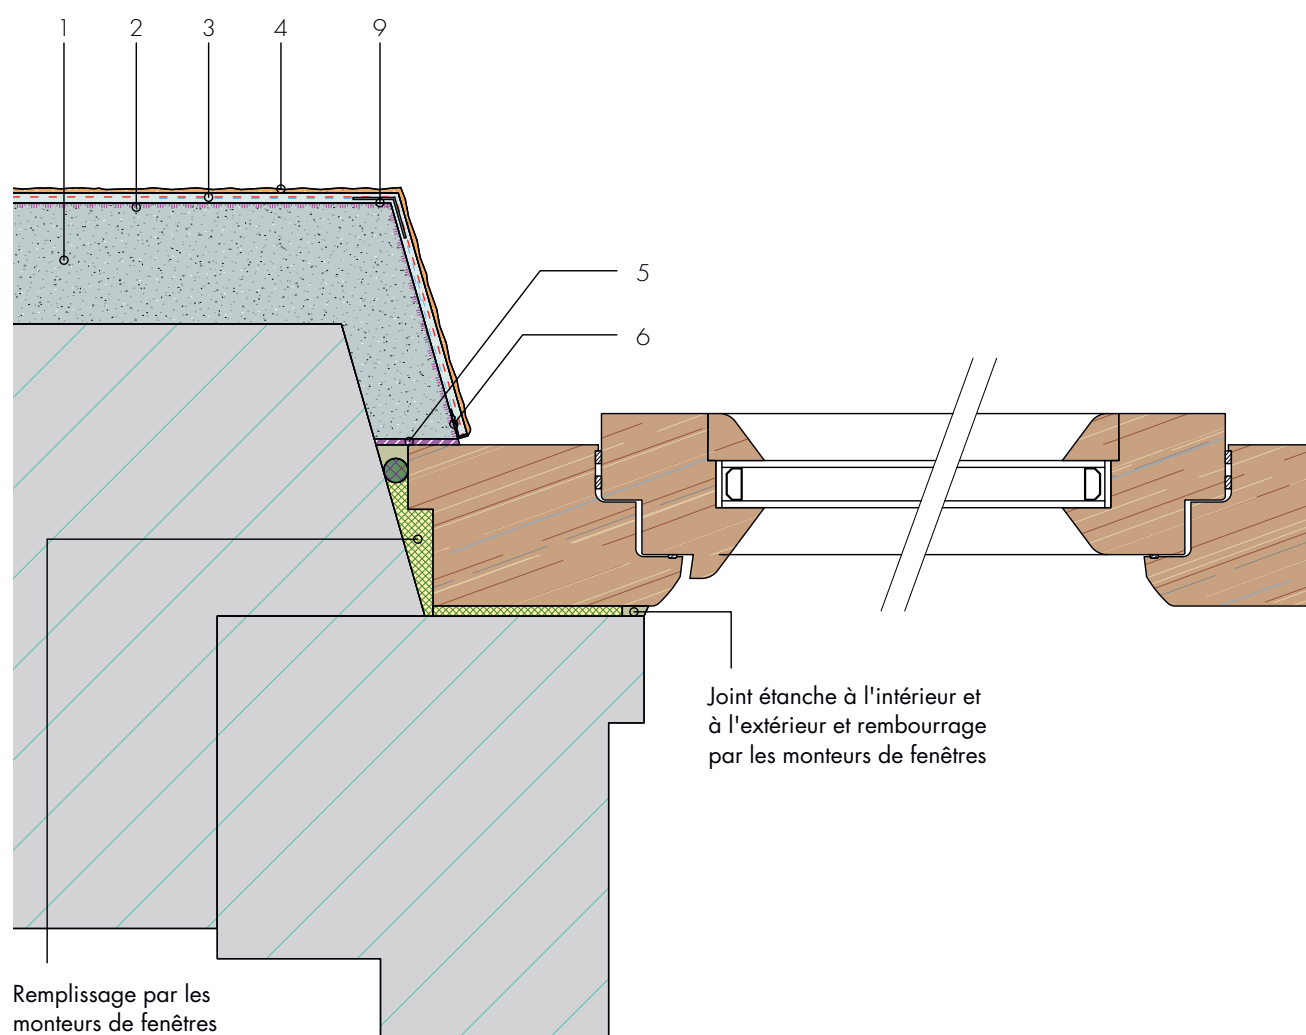 1 2 3 4 9
5
6
Joint étanche à l'intérieur et
à l'extérieur et rembourrage
par les monteurs de fenêtres
Remplissage par les
monteurs de fenêtres